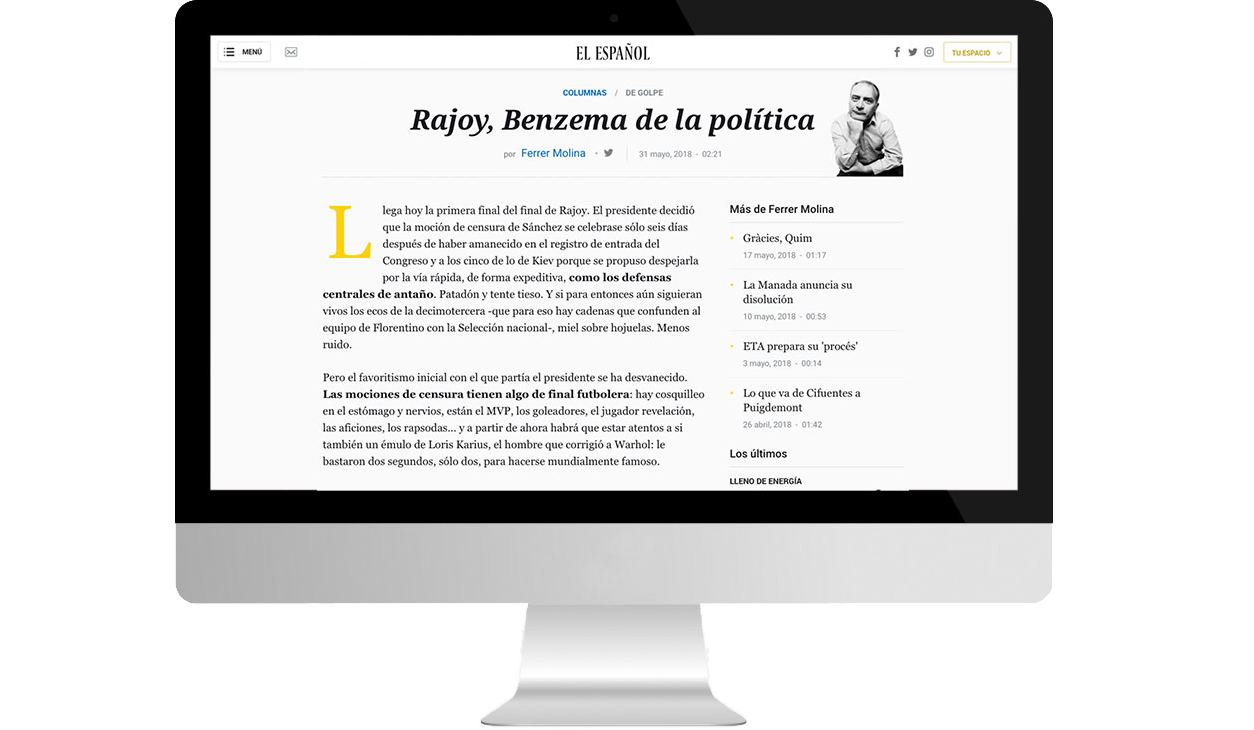 MENÚ
EL ESPAÑOL
TU ESPACIO
COLUMNAS / DE GOLPE
Rajoy, Benzema de la política
por Ferrer Molina
31 mayo, 2018 - 02:21
Llega hoy la primera final del final de Rajoy. El presidente decidió
que la moción de censura de Sánchez se celebrase sólo seis días
después de haber amanecido en el registro de entrada del
Congreso y a los cinco de lo de Kiev porque se propuso despejarla
por la vía rápida, de forma expeditiva, como los defensas
centrales de antaño. Patadón y tente tieso. Y si para entonces aún siguieran
vivos los ecos de la decimotercera -que para eso hay cadenas que confunden al
equipo de Florentino con la Selección nacional-, miel sobre hojuelas. Menos
ruido.
Pero el favoritismo inicial con el que partía el presidente se ha desvanecido.
Las mociones de censura tienen algo de final futbolera: hay cosquilleo
en el estómago y nervios, están el MVP, los goleadores, el jugador revelación,
las aficiones, los rapsodas... y a partir de ahora habrá que estar atentos a si
también un émulo de Loris Karius, el hombre que corrigió a Warhol: le
bastaron dos segundos, sólo dos, para hacerse mundialmente famoso.
Más de Ferrer Molina
Gràcies, Quim
17 mayo, 2018 - 01:17
La Manada anuncia su
disolución
10 mayo, 2018 - 00:53
ETA prepara su 'procés'
3 mayo, 2018 - 00:14
Lo que va de Cifuentes a
Puigdemont
26 abril, 2018 - 01:42
Los últimos
LLENO DE ENERGÍA